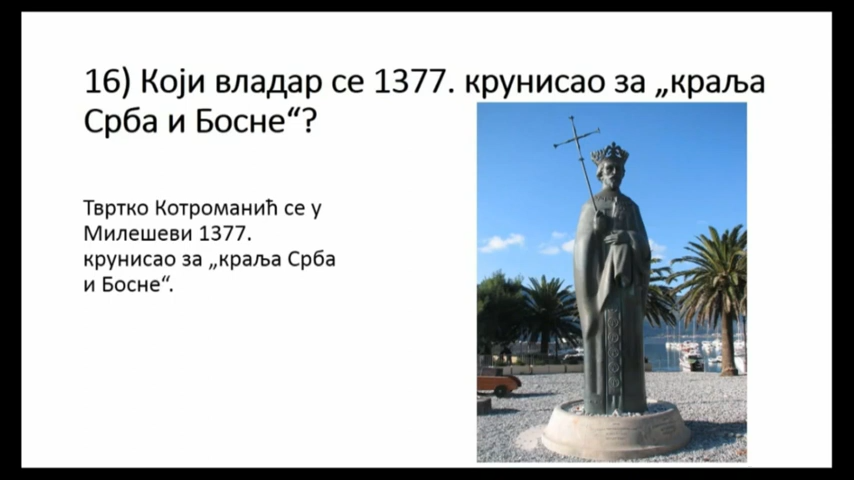 16) Који владар се 1377. крунисао за „краља
Срба и Босне“?
Твртко Котроманић се у
Милешеви 1377.
крунисао за „краља Срба
и Босне“.